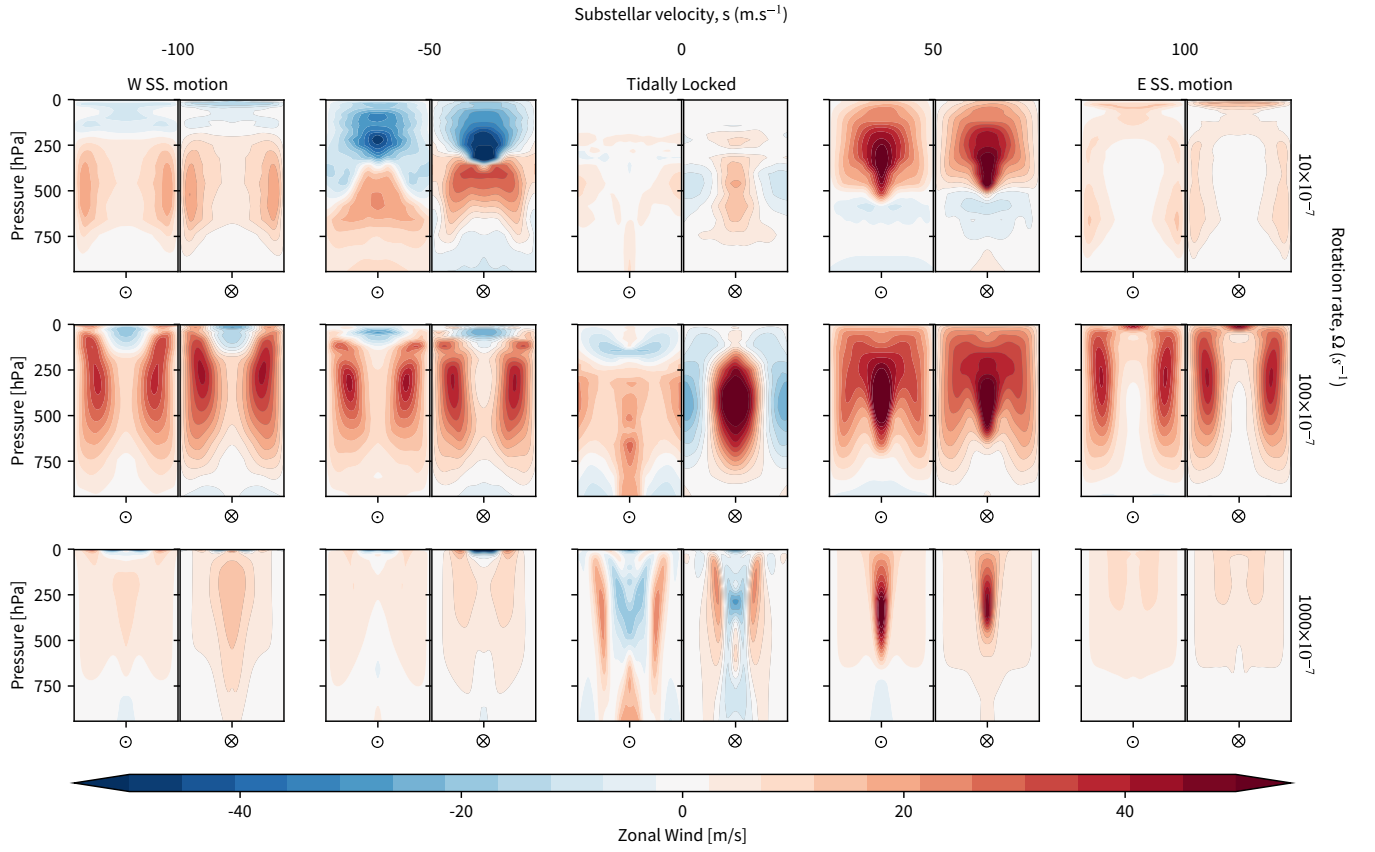 Substellar velocity, s (m.s⁻¹)
-100 -50 0 50 100
W SS. motion Tidally Locked E SS. motion
Pressure [hPa]
0
250
500
750
10×10⁻⁷
⊙ ⊗ ⊙ ⊗ ⊙ ⊗ ⊙ ⊗ ⊙ ⊗
Rotation rate, Ω (s⁻¹)
Pressure [hPa]
0
250
500
750
100×10⁻⁷
⊙ ⊗ ⊙ ⊗ ⊙ ⊗ ⊙ ⊗ ⊙ ⊗
Pressure [hPa]
0
250
500
750
1000×10⁻⁷
⊙ ⊗ ⊙ ⊗ ⊙ ⊗ ⊙ ⊗ ⊙ ⊗
-40 -20 0 20 40
Zonal Wind [m/s]